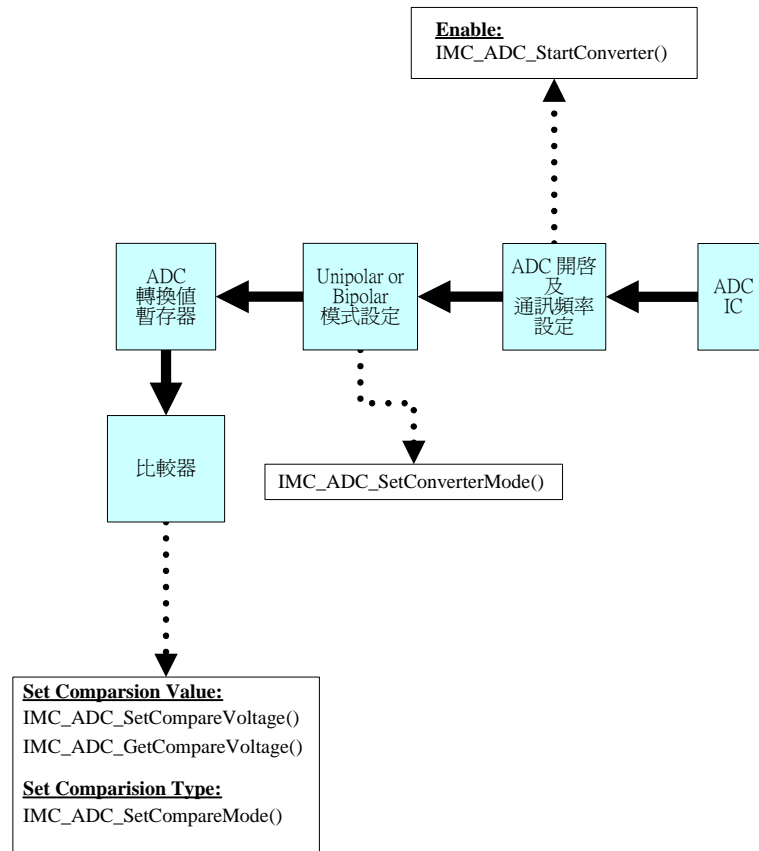 Enable:
IMC_ADC_StartConverter()
ADC
轉換值
暫存器
Unipolar or
Bipolar
模式設定
ADC 開啓
及
通訊頻率
設定
ADC
IC
比較器
IMC_ADC_SetConverterMode()
Set Comparsion Value:
IMC_ADC_SetCompareVoltage()
IMC_ADC_GetCompareVoltage()
Set Comparision Type:
IMC_ADC_SetCompareMode()